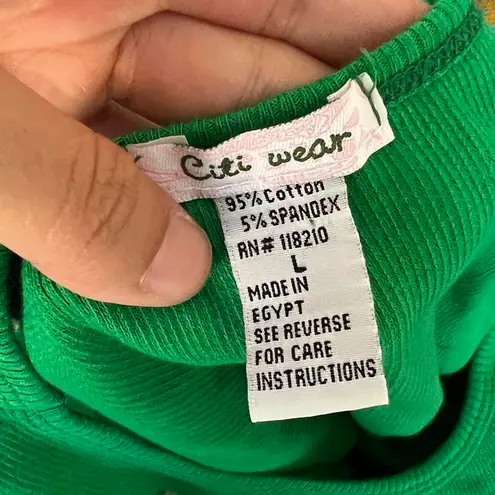 Citi wear
95% Cotton
5% SPANDEX
RN# 118210
L
MADE IN
EGYPT
SEE REVERSE
FOR CARE
INSTRUCTIONS